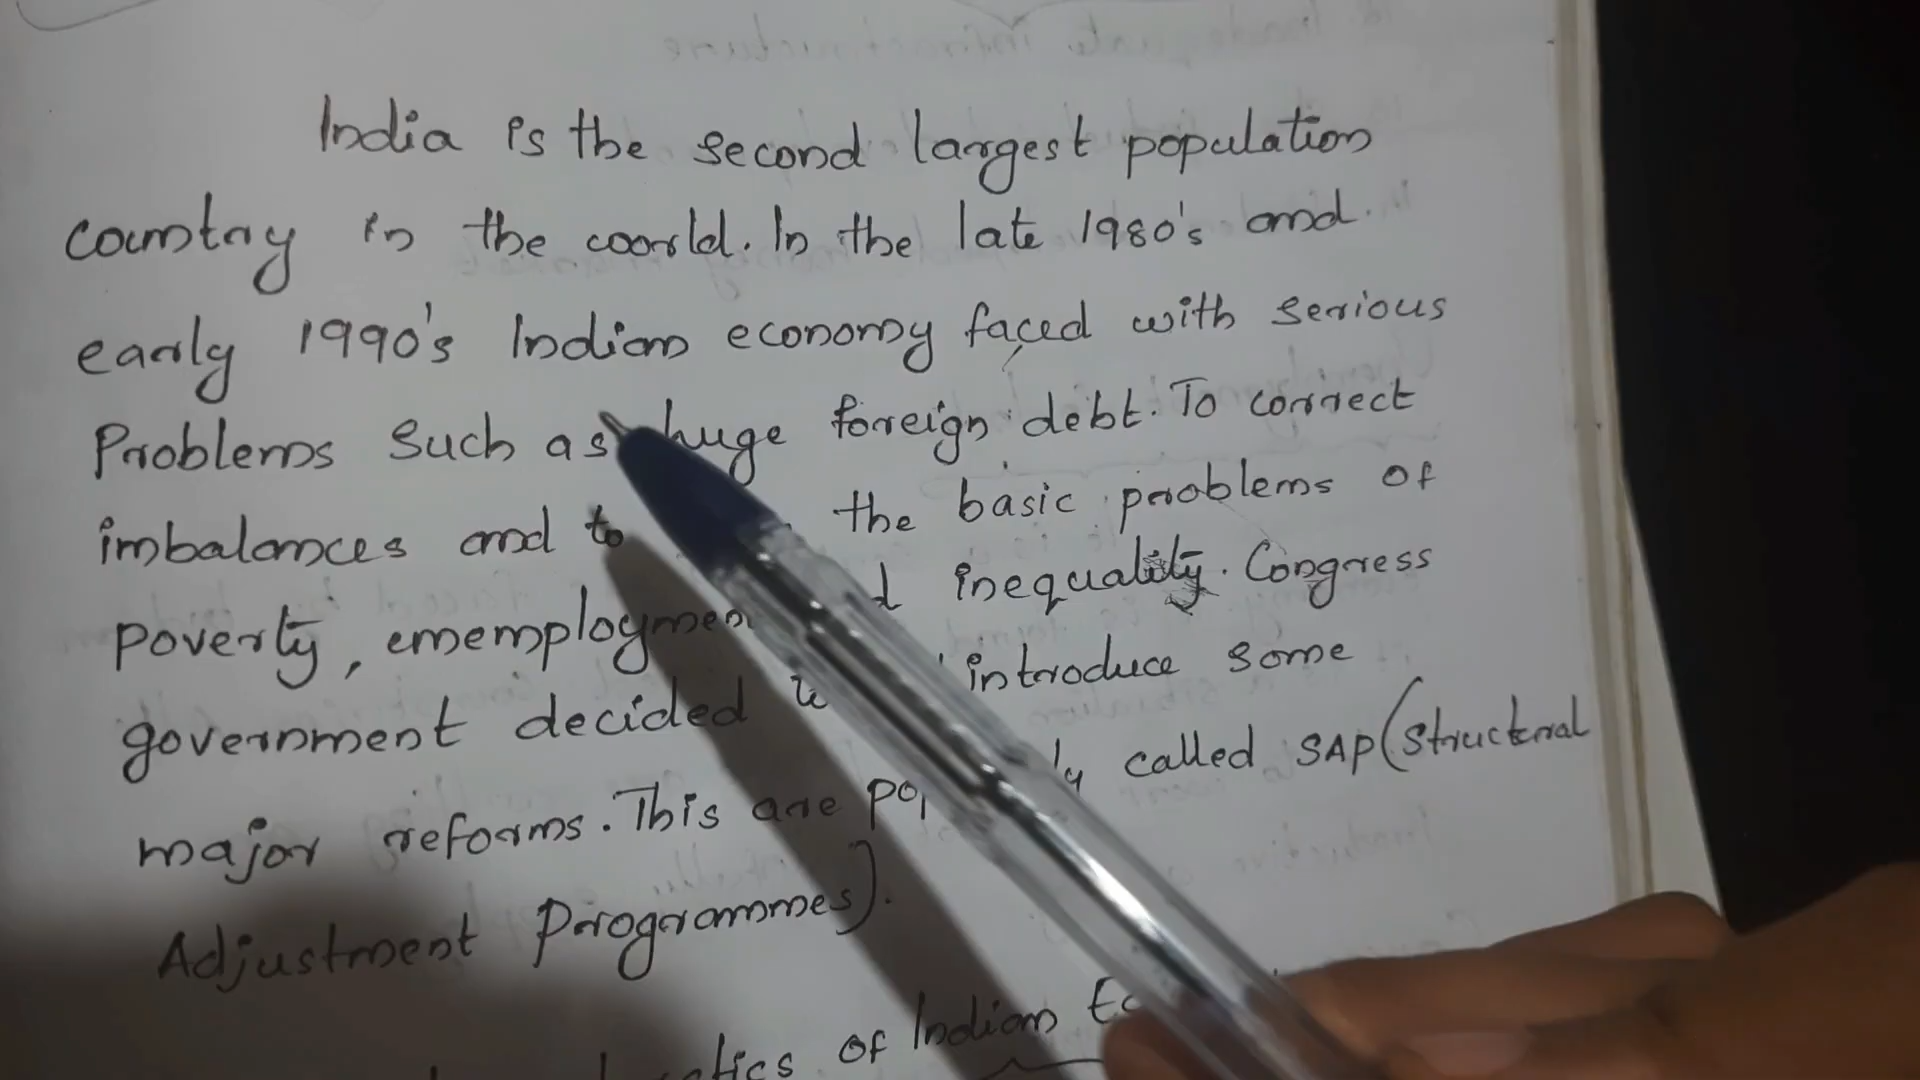 India is the second largest population
country in the world. In the late 1980's and
early 1990's Indian economy faced with serious
Problems Such as huge foreign debt. To correct
imbalances and to the basic problems of
poverty, unemployment inequality. Congress
government decided to introduce some
major reforms. This are called SAP (Structural
Adjustment Programmes).
of Indian